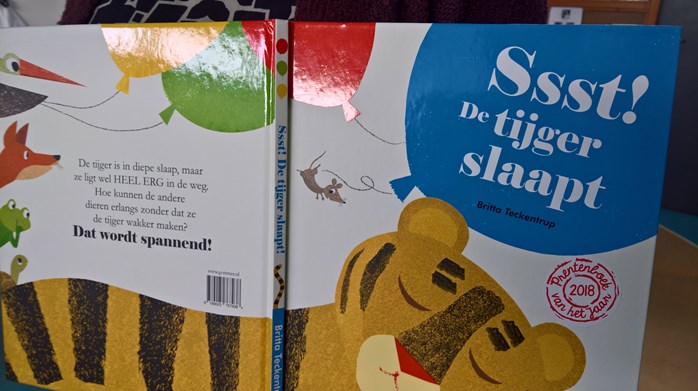 De tijger is in diepe slaap, maar
ze ligt wel HEEL ERG in de weg.
Hoe kunnen de andere
dieren erlangs zonder dat ze
de tijger wakker maken?
Dat wordt spannend!
Ssst! De tijger slaapt!
Britta Teckentrup
Ssst!
De tijger
slaapt
Britta Teckentrup
Prentenboek
2018
van het jaar